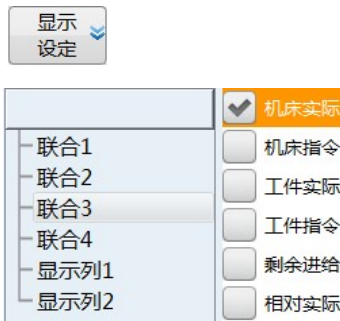 显示
设定
联合1
联合2
联合3
联合4
显示列1
显示列2
机床实际
机床指令
工件实际
工件指令
剩余进给
相对实际